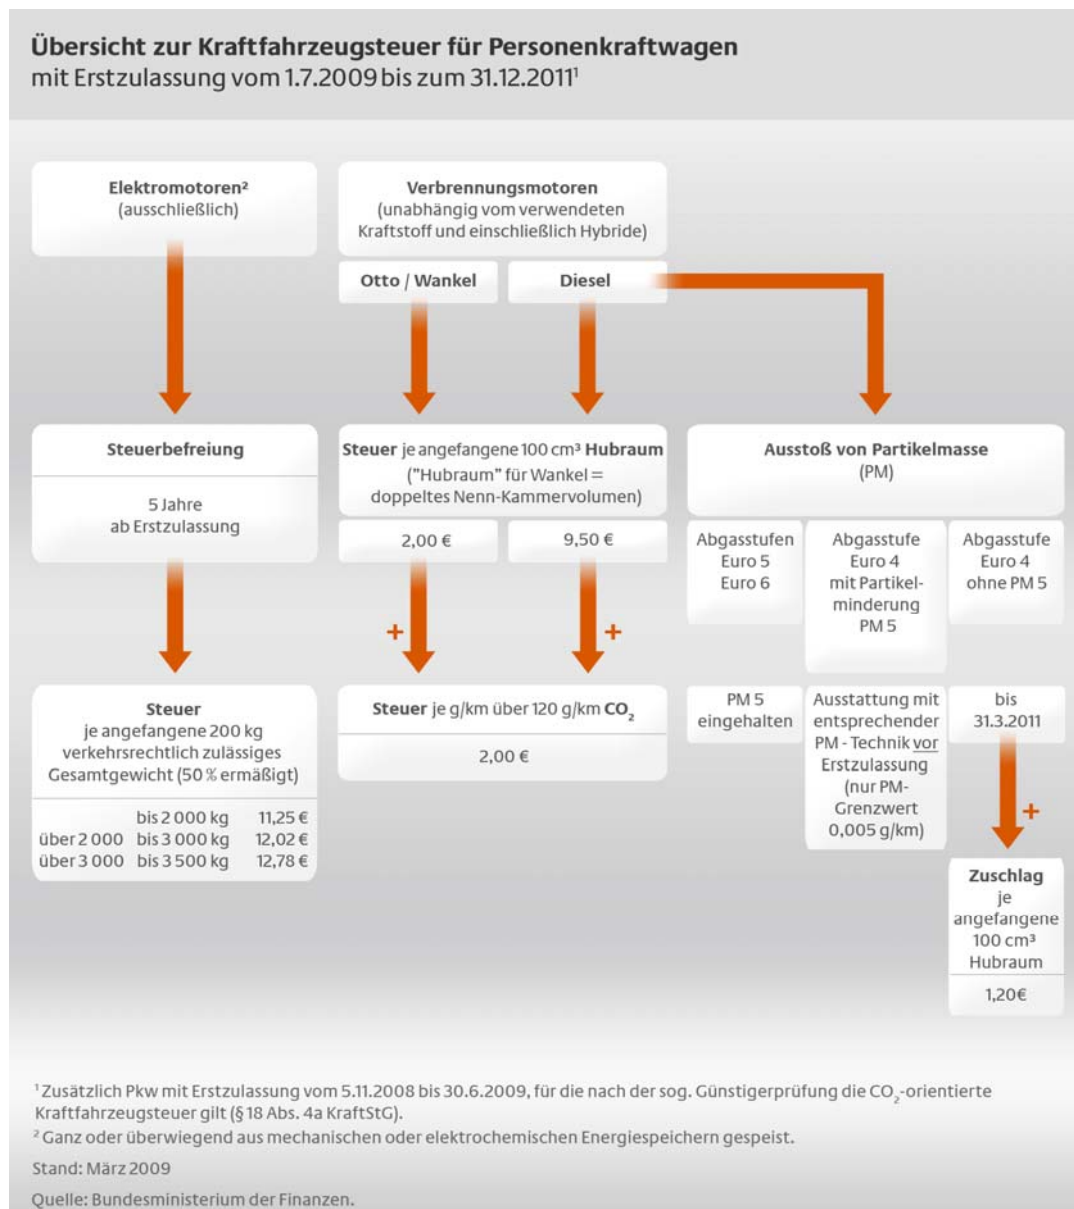 Übersicht zur Kraftfahrzeugsteuer für Personenkraftwagen
mit Erstzulassung vom 1.7.2009 bis zum 31.12.2011¹
Elektromotoren²
(ausschließlich)
Verbrennungsmotoren
(unabhängig vom verwendeten
Kraftstoff und einschließlich Hybride)
Otto / Wankel
Diesel
Steuerbefreiung
5 Jahre
ab Erstzulassung
Steuer je angefangene 100 cm³ Hubraum
("Hubraum" für Wankel =
doppeltes Nenn-Kammervolumen)
2,00 €
9,50 €
Ausstoß von Partikelmasse
(PM)
Abgasstufen
Euro 5
Euro 6
Abgasstufe
Euro 4
mit Partikel-
minderung
PM 5
Abgasstufe
Euro 4
ohne PM 5
+
+
Steuer
je angefangene 200 kg
verkehrsrechtlich zulässiges
Gesamtgewicht (50 % ermäßigt)
bis 2 000 kg 11,25 €
über 2 000 bis 3 000 kg 12,02 €
über 3 000 bis 3 500 kg 12,78 €
Steuer je g/km über 120 g/km CO₂
2,00 €
PM 5
eingehalten
Ausstattung mit
entsprechender
PM - Technik vor
Erstzulassung
(nur PM-
Grenzwert
0,005 g/km)
bis
31.3.2011
+
Zuschlag
je
angefangene
100 cm³
Hubraum
1,20€
¹ Zusätzlich Pkw mit Erstzulassung vom 5.11.2008 bis 30.6.2009, für die nach der sog. Günstigerprüfung die CO₂-orientierte
Kraftfahrzeugsteuer gilt (§ 18 Abs. 4a KraftStG).
² Ganz oder überwiegend aus mechanischen oder elektrochemischen Energiespeichern gespeist.
Stand: März 2009
Quelle: Bundesministerium der Finanzen.